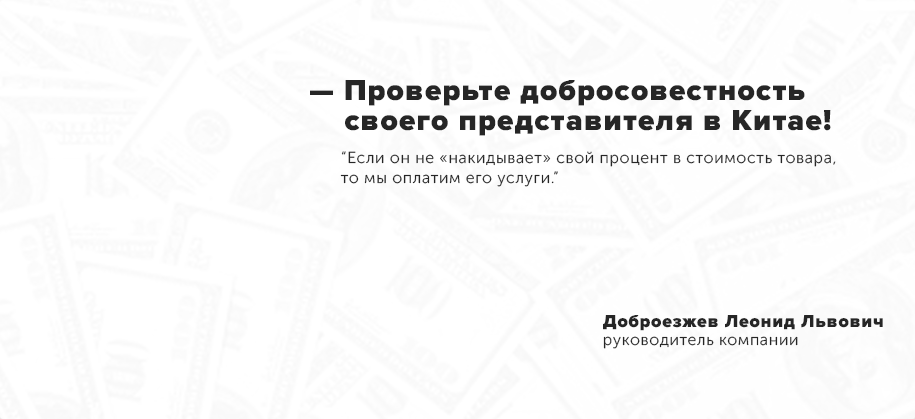 — Проверьте добросовестность
своего представителя в Китае!
“Если он не «накидывает» свой процент в стоимость товара,
то мы оплатим его услуги.”
Доброезжев Леонид Львович
руководитель компании